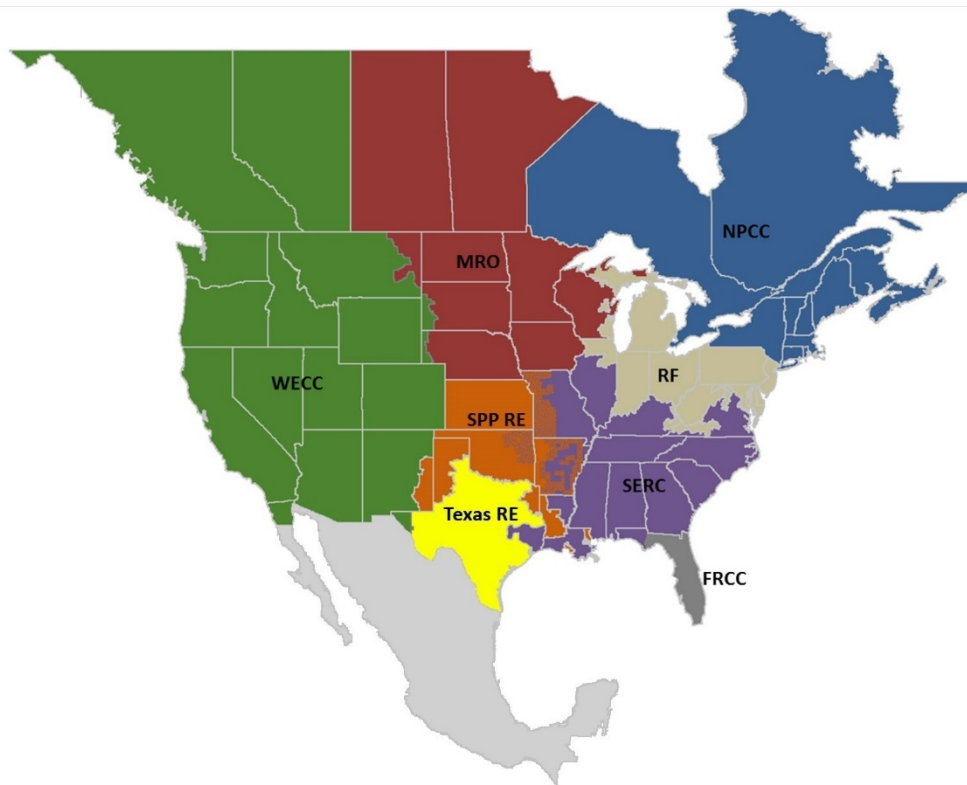 NPCC
MRO
RF
WECC
SPP RE
SERC
Texas RE
FRCC